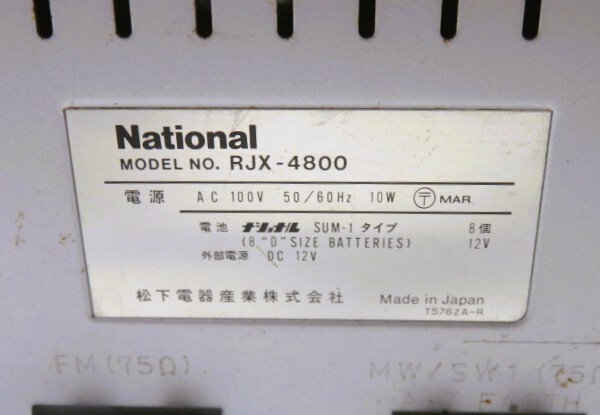 National
MODEL NO. RJX-4800
電源 AC 100V 50/60Hz 10W 〒 MAR.
電池 ナショナル SUM-1 タイプ 8個
(8 "D" SIZE BATTERIES) 12V
外部電源 DC 12V
松下電器産業株式会社 Made in Japan
T576ZA-R
FM(75Ω) MW/SW1(75Ω